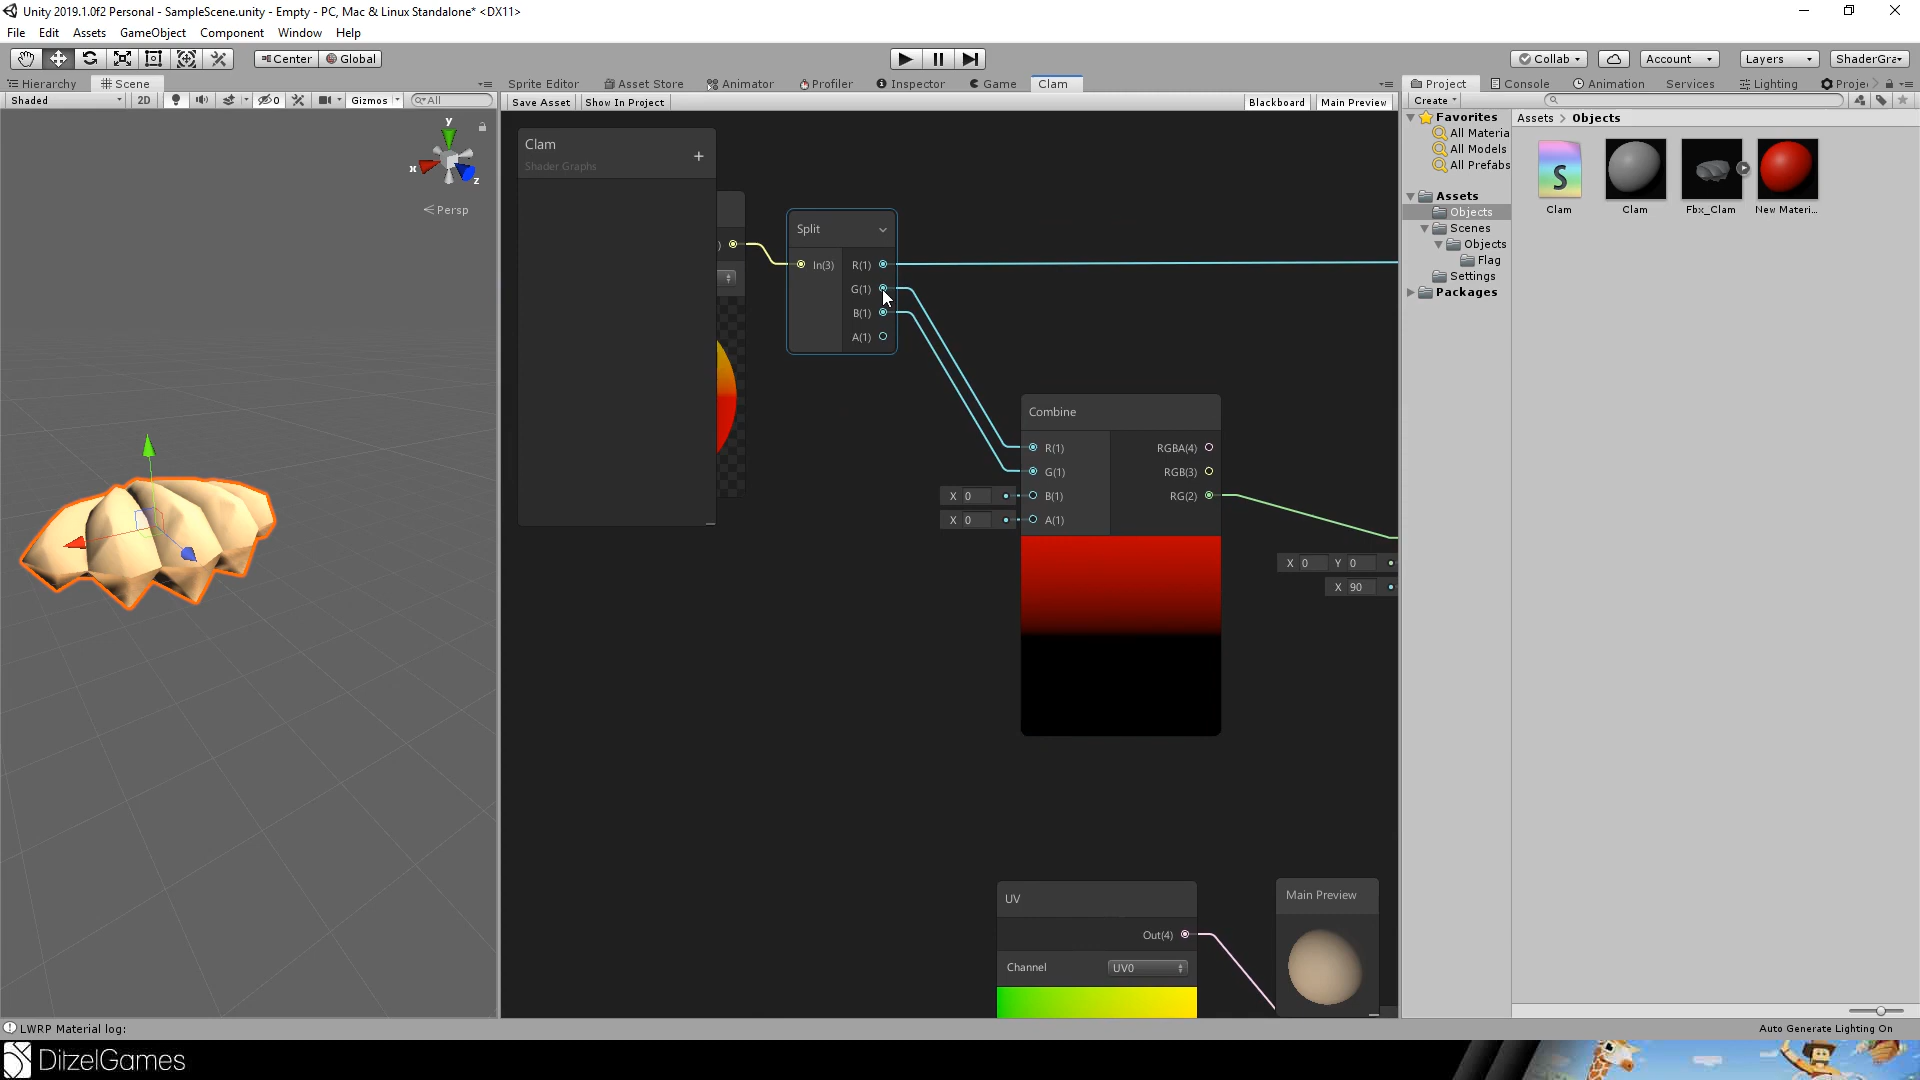 Unity 2019.1.0f2 Personal - SampleScene.unity - Empty - PC, Mac & Linux Standalone* <DX11>
File Edit Assets GameObject Component Window Help
Center Global
Collab Account Layers ShaderGra
Hierarchy Scene
Sprite Editor Asset Store Animator Profiler Inspector Game Clam
Project Console Animation Services Lighting Proje
Shaded 2D 0 Gizmos All
Save Asset Show In Project Blackboard Main Preview
Create
Favorites
All Materia
All Models
All Prefabs
Assets
Objects
Scenes
Objects
Flag
Settings
Packages
Assets > Objects
S
Clam Clam Fbx_Clam New Materi...
y
x
z
< Persp
Clam
Shader Graphs
Split
In(3) R(1)
G(1)
B(1)
A(1)
Combine
R(1) RGBA(4)
G(1) RGB(3)
X 0 B(1) RG(2)
X 0 A(1)
X 0 Y 0
X 90
UV
Out(4)
Channel UV0
Main Preview
LWRP Material log:
Auto Generate Lighting On
DitzelGames